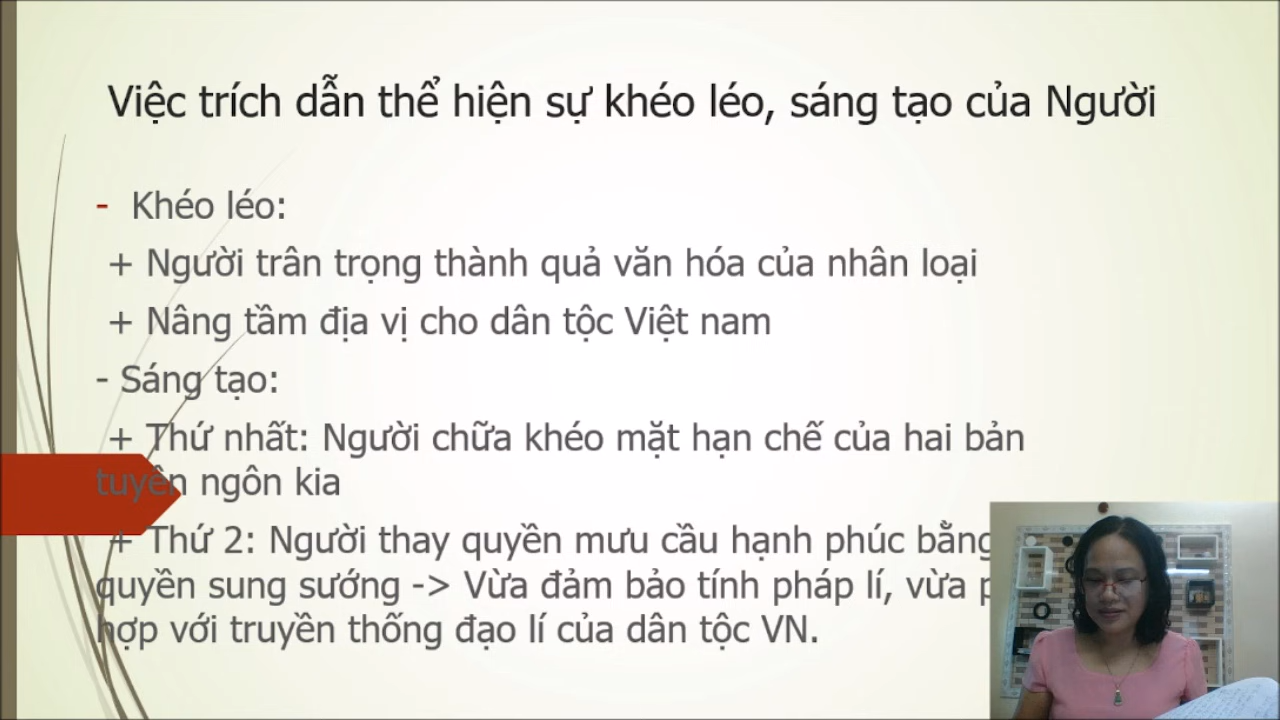 Việc trích dẫn thể hiện sự khéo léo, sáng tạo của Người
- Khéo léo:
+ Người trân trọng thành quả văn hóa của nhân loại
+ Nâng tầm địa vị cho dân tộc Việt nam
- Sáng tạo:
+ Thứ nhất: Người chữa khéo mặt hạn chế của hai bản
tuyên ngôn kia
+ Thứ 2: Người thay quyền mưu cầu hạnh phúc bằng
quyền sung sướng -> Vừa đảm bảo tính pháp lí, vừa
hợp với truyền thống đạo lí của dân tộc VN.